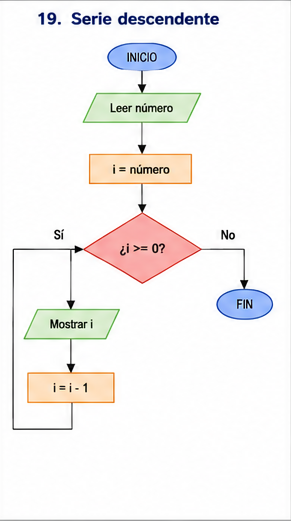 19. Serie descendente
INICIO
Leer número
i = número
¿i >= 0?
Sí
No
Mostrar i
FIN
i = i - 1